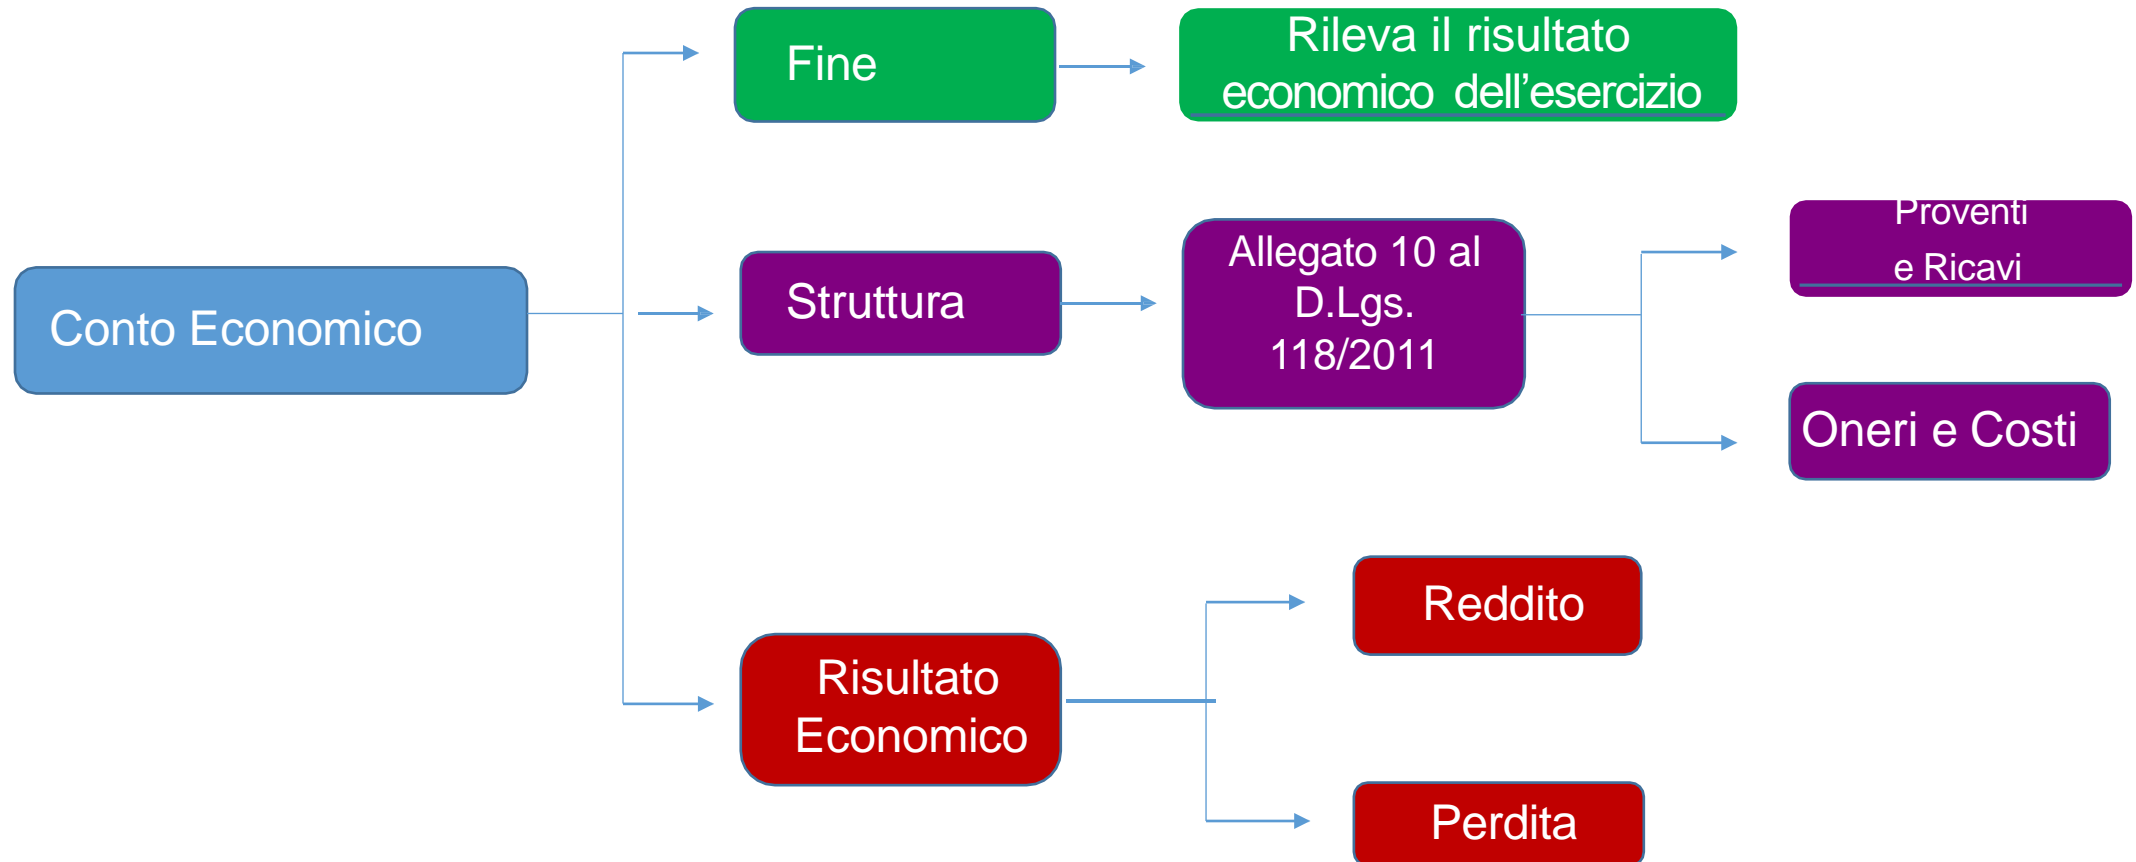 Conto Economico
Fine
Rileva il risultato
economico dell’esercizio
Struttura
Allegato 10 al
D.Lgs.
118/2011
Proventi
e Ricavi
Oneri e Costi
Risultato
Economico
Reddito
Perdita